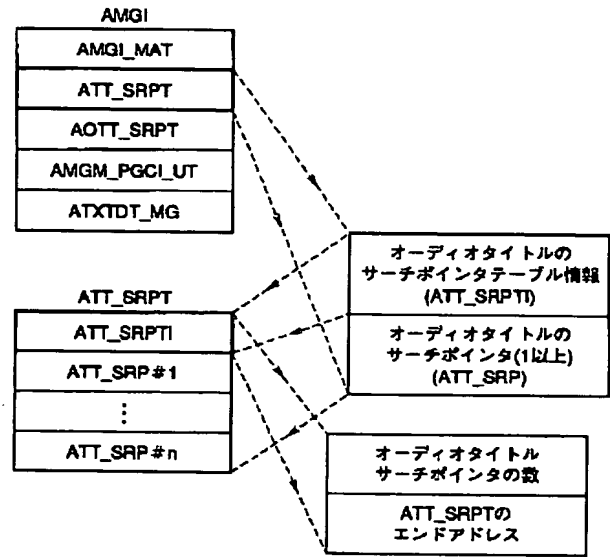 AMGI
AMGI_MAT
ATT_SRPT
AOTT_SRPT
AMGM_PGCI_UT
ATXTDT_MG
オーディオタイトルの
サーチポインタテーブル情報
(ATT_SRPTI)
オーディオタイトルの
サーチポインタ(1以上)
(ATT_SRP)
ATT_SRPT
ATT_SRPTI
ATT_SRP#1
⋮
ATT_SRP#n
オーディオタイトル
サーチポインタの数
ATT_SRPTの
エンドアドレス